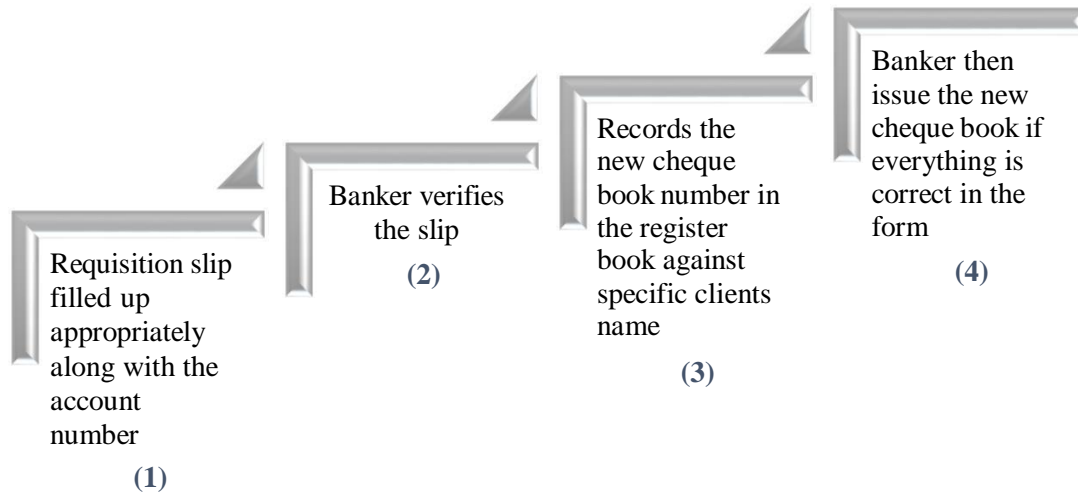 Requisition slip
filled up
appropriately
along with the
account
number
(1)
Banker verifies
the slip
(2)
Records the
new cheque
book number in
the register
book against
specific clients
name
(3)
Banker then
issue the new
cheque book if
everything is
correct in the
form
(4)